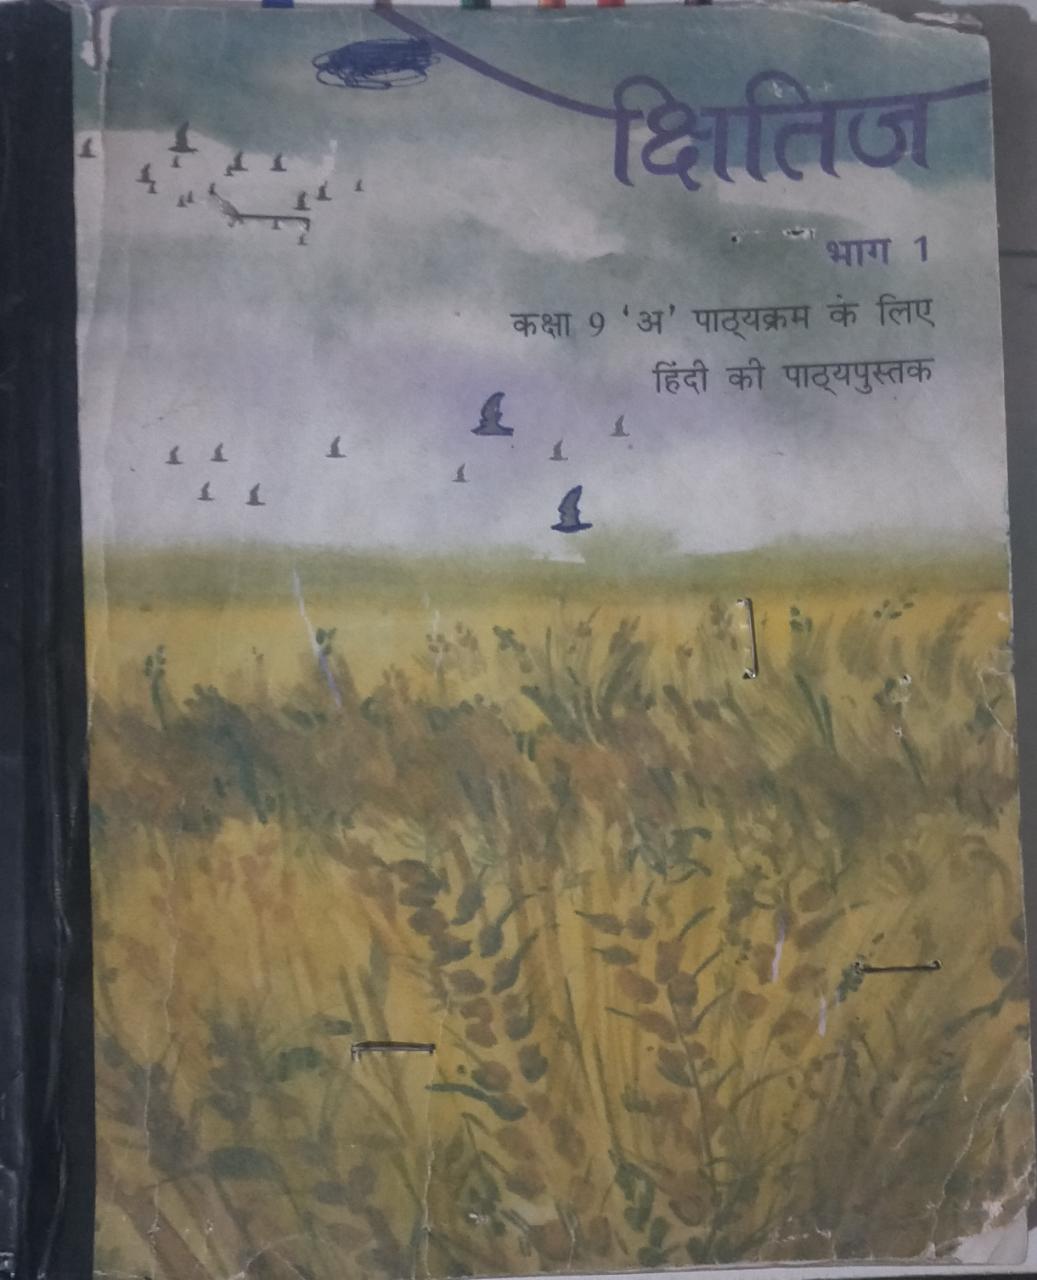 क्षितिज
भाग 1
कक्षा 9 ‘अ’ पाठ्यक्रम के लिए
हिंदी की पाठ्यपुस्तक